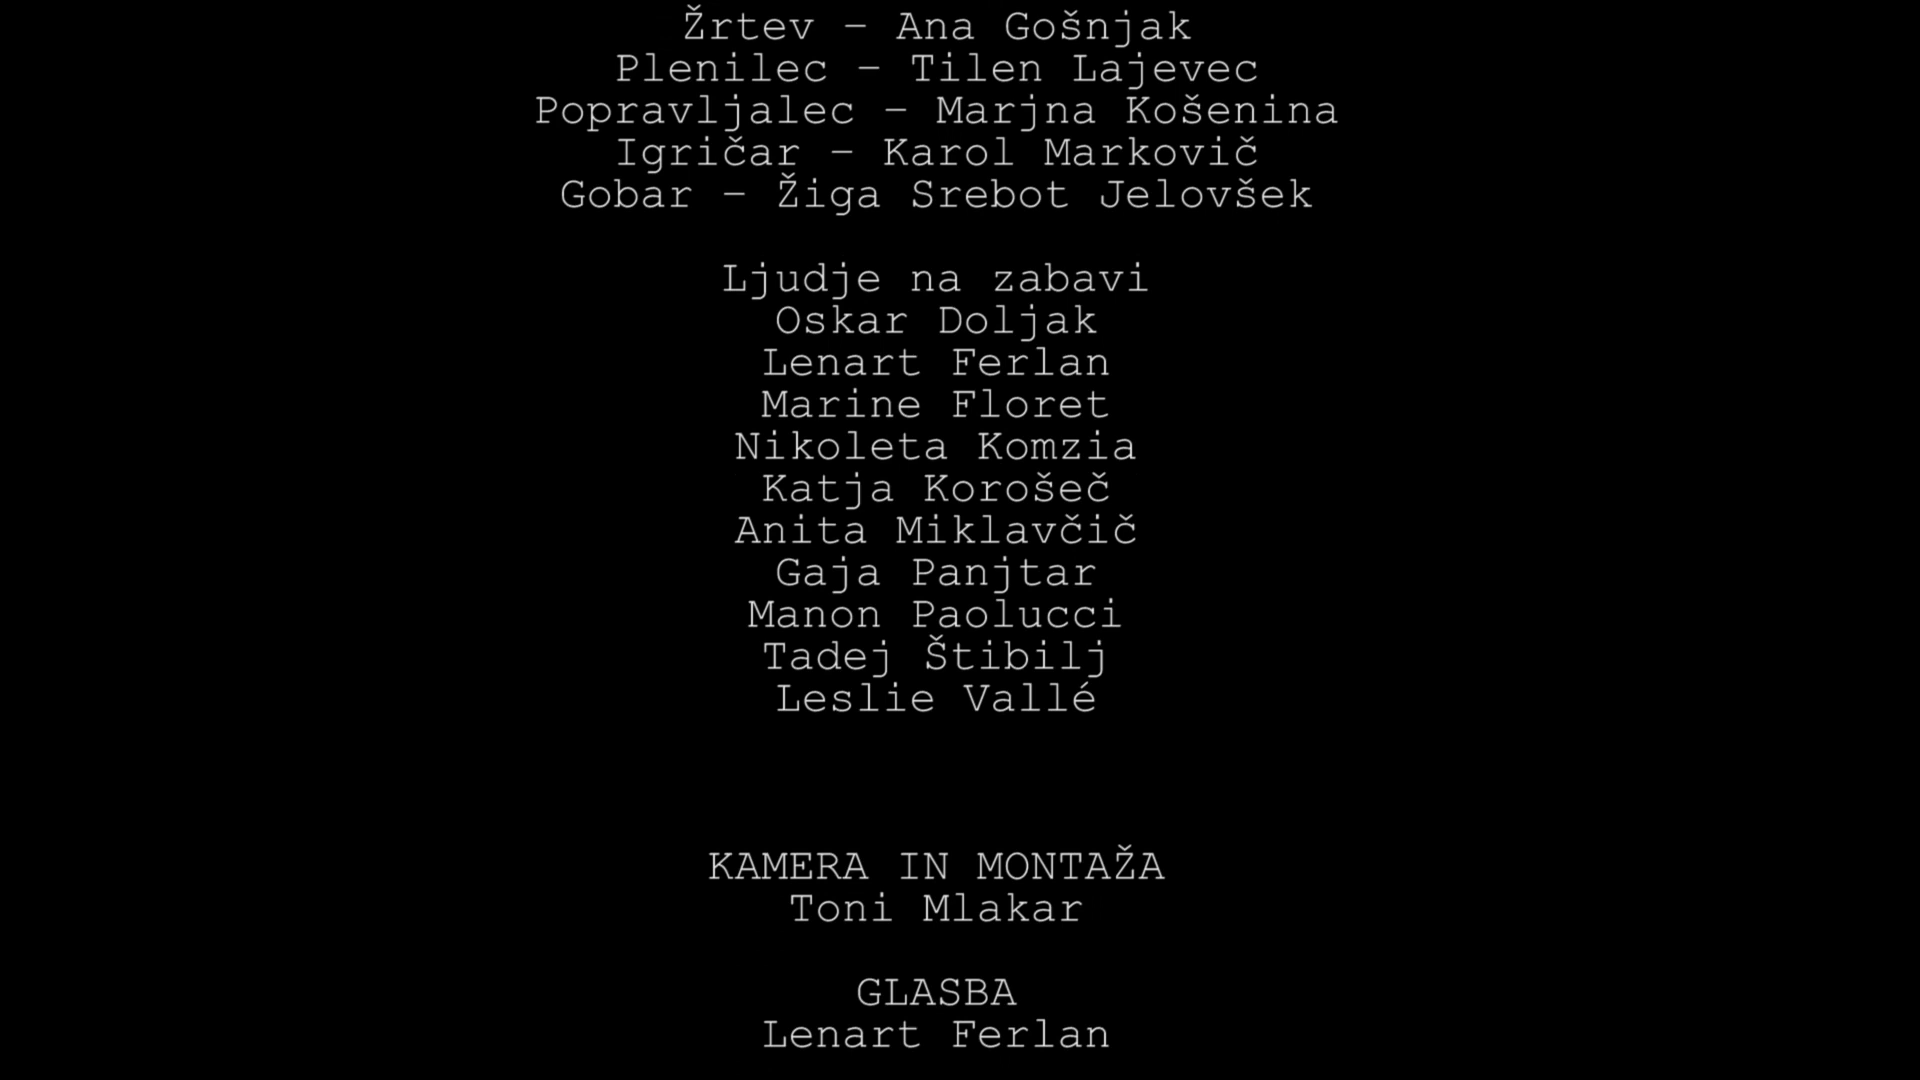 Žrtev – Ana Gošnjak
Plenilec – Tilen Lajevec
Popravljalec – Marjna Košenina
Igričar – Karol Markovič
Gobar – Žiga Srebot Jelovšek
Ljudje na zabavi
Oskar Doljak
Lenart Ferlan
Marine Floret
Nikoleta Komzia
Katja Korošeč
Anita Miklavčič
Gaja Panjtar
Manon Paolucci
Tadej Štibilj
Leslie Vallé
KAMERA IN MONTAŽA
Toni Mlakar
GLASBA
Lenart Ferlan